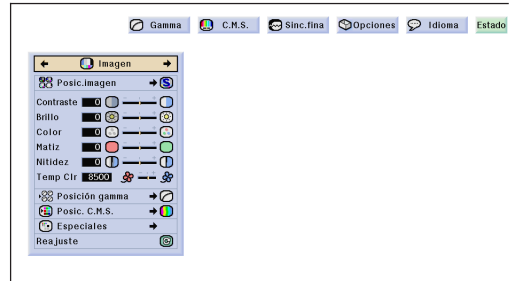 Gamma C.M.S. Sinc.fina Opciones Idioma Estado
Imagen
Posic.imagen S
Contraste 0
Brillo 0
Color 0
Matiz 0
Nitidez 0
Temp Clr 8500
Posición gamma
Posic. C.M.S.
Especiales
Reajuste